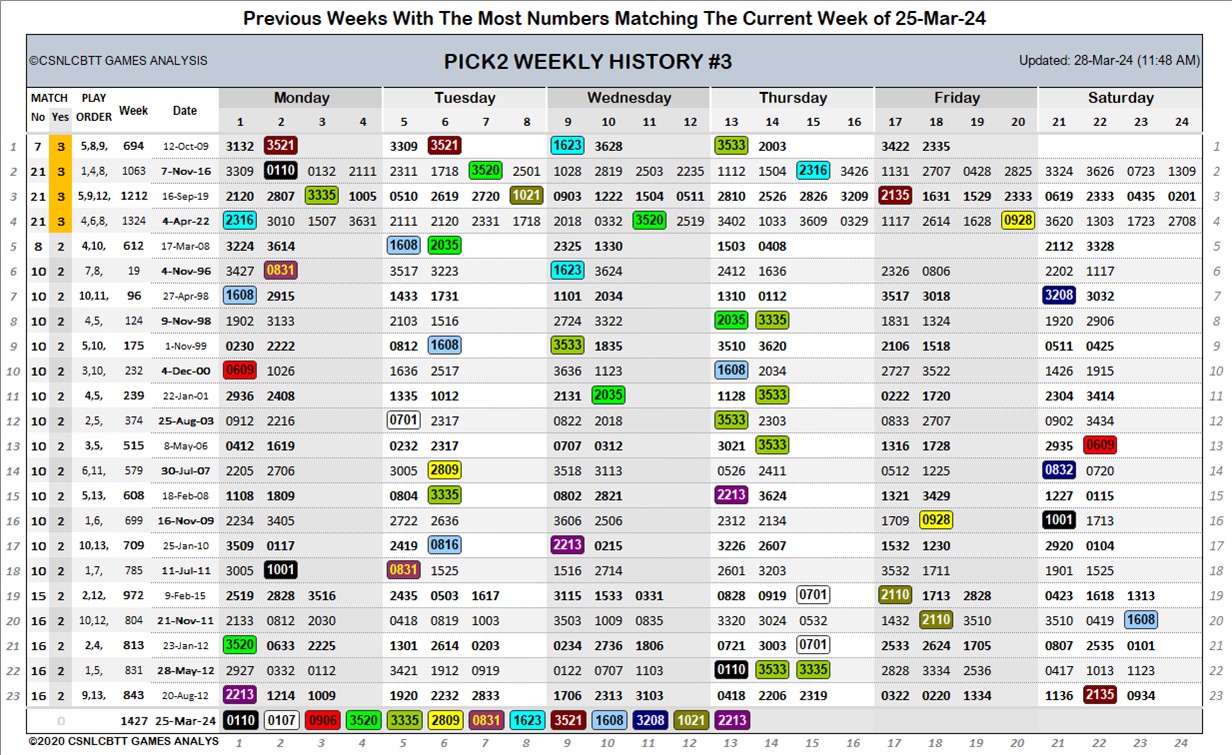 Previous Weeks With The Most Numbers Matching The Current Week of 25-Mar-24
©CSNLCBTT GAMES ANALYSIS PICK2 WEEKLY HISTORY #3 Updated: 28-Mar-24 (11:48 AM)
MATCH PLAY Week Date Monday Tuesday Wednesday Thursday Friday Saturday
No Yes ORDER 1 2 3 4 5 6 7 8 9 10 11 12 13 14 15 16 17 18 19 20 21 22 23 24
1 7 3 5,8,9, 694 12-Oct-09 3132 3521 3309 3521 1623 3628 3533 2003 3422 2335 1
2 21 3 1,4,8, 1063 7-Nov-16 3309 0110 0132 2111 2311 1718 3520 2501 1028 2819 2503 2235 1112 1504 2316 3426 1131 2707 0428 2825 3324 3626 0723 1309 2
3 21 3 5,9,12, 1212 16-Sep-19 2120 2807 3335 1005 0510 2619 2720 1021 0903 1222 1504 0511 2810 2526 2826 3209 2135 1631 1529 2333 0619 2333 0435 0201 3
4 21 3 4,6,8, 1324 4-Apr-22 2316 3010 1507 3631 2111 2120 2331 1718 2018 0332 3520 2519 3402 1033 3609 0329 1117 2614 1628 0928 3620 2103 1723 2708 4
5 8 2 4,10, 612 17-Mar-08 3224 3614 1608 2035 2325 1330 1503 0408 2112 3328 5
6 10 2 7,8, 19 4-Nov-96 3427 0831 3517 3223 1623 3624 2412 1636 2326 0806 2202 1117 6
7 10 2 10,11, 96 27-Apr-98 1608 2915 1433 1731 1101 2034 1310 0112 3517 3018 3208 3032 7
8 10 2 4,5, 124 9-Nov-98 1902 3133 2103 1516 2724 3322 2035 3335 1831 1324 1920 2906 8
9 10 2 5,10, 175 1-Nov-99 0230 2222 0812 1608 3533 1835 3510 3620 2106 1518 0511 0425 9
10 10 2 3,10, 232 4-Dec-00 0609 1026 1636 2517 3636 1123 1608 2034 2727 3522 1426 1915 10
11 10 2 4,5, 239 22-Jan-01 2936 2408 1335 1012 2131 2035 1128 3533 0222 1720 2304 3414 11
12 10 2 2,5, 374 25-Aug-03 0912 2216 0701 2317 0822 2018 3533 2303 0833 2707 0902 3434 12
13 10 2 3,5, 515 8-May-06 0412 1619 0232 2317 0707 0312 3021 3533 1316 1728 2935 0609 13
14 10 2 6,11, 579 30-Jul-07 2205 2706 3005 2809 3518 3113 0526 2411 0512 1225 0832 0720 14
15 10 2 5,13, 608 18-Feb-08 1108 1809 0804 3335 0802 2821 2213 3624 1321 3429 1227 0115 15
16 10 2 1,6, 699 16-Nov-09 2234 3405 2722 2636 3606 2506 2312 2134 1709 0928 1001 1713 16
17 10 2 10,13, 709 25-Jan-10 3509 0117 2419 0816 2213 0215 3226 2607 1532 1230 2920 0104 17
18 10 2 1,7, 785 11-Jul-11 3005 1001 0831 1525 1516 2714 2601 3203 3532 1711 1901 1525 18
19 15 2 2,12, 972 9-Feb-15 2519 2828 3516 2435 0503 1617 3115 1533 0331 0828 0919 0701 2110 1713 2828 0423 1618 1313 19
20 16 2 10,12, 804 21-Nov-11 2133 0812 2030 0418 0819 1003 3503 1009 0835 3320 3024 0532 1432 2110 3510 3510 0419 1608 20
21 16 2 2,4, 813 23-Jan-12 3520 0633 2225 1301 2614 0203 0234 2736 1806 0721 3003 0701 2533 2624 1705 0807 2535 0101 21
22 16 2 1,5, 831 28-May-12 2927 0332 0112 3421 1912 0919 0122 0707 1103 0110 3533 3335 2828 3334 2536 0417 1013 1123 22
23 16 2 9,13, 843 20-Aug-12 2213 1214 1009 1920 2232 2833 1706 2313 3103 0418 2206 2319 0322 0220 1334 1136 2135 0934 23
0 1427 25-Mar-24 0110 0107 0906 3520 3335 2809 0831 1623 3521 1608 3208 1021 2213
©2020 CSNLCBTT GAMES ANALYS 1 2 3 4 5 6 7 8 9 10 11 12 13 14 15 16 17 18 19 20 21 22 23 24